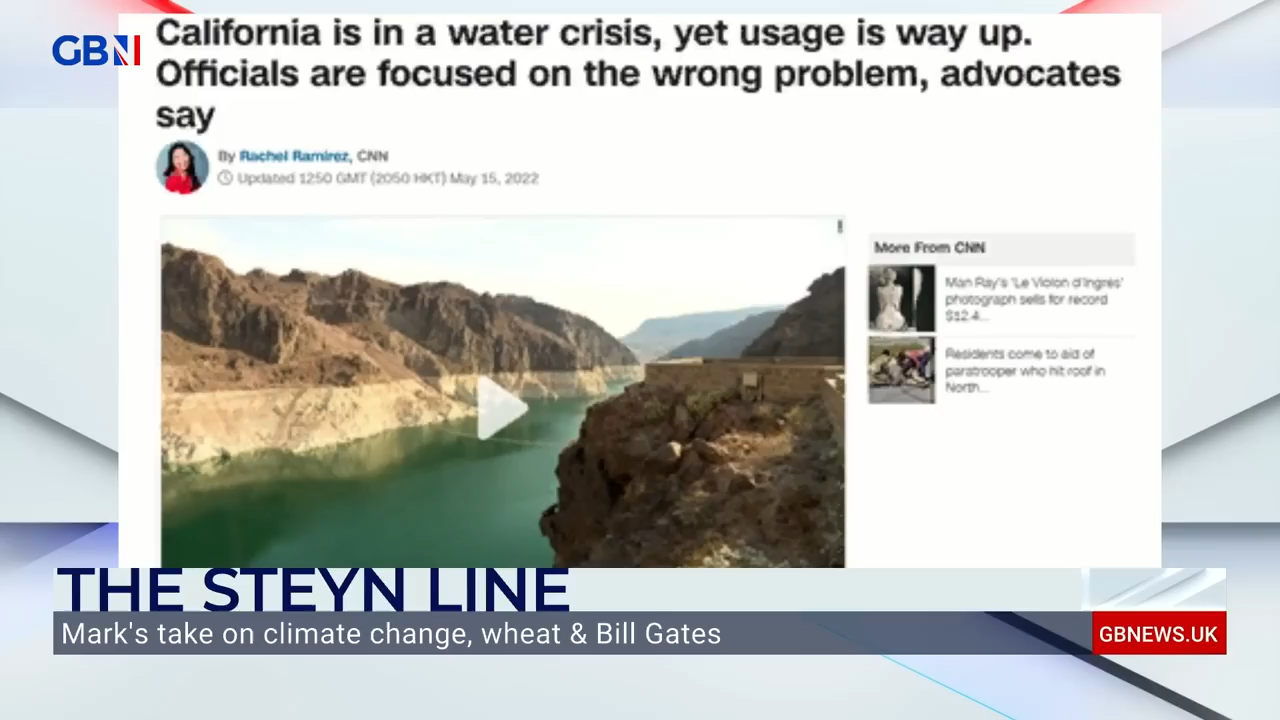 GBN
California is in a water crisis, yet usage is way up.
Officials are focused on the wrong problem, advocates
say
By Rachel Ramirez, CNN
Updated 1250 GMT (2050 HKT) May 15, 2022
More From CNN
Man Ray's 'Le Violon d'Ingres'
photograph sells for record
$12.4...
Residents come to aid of
paratrooper who hit roof in
North...
THE STEYN LINE
Mark's take on climate change, wheat & Bill Gates
GBNEWS.UK